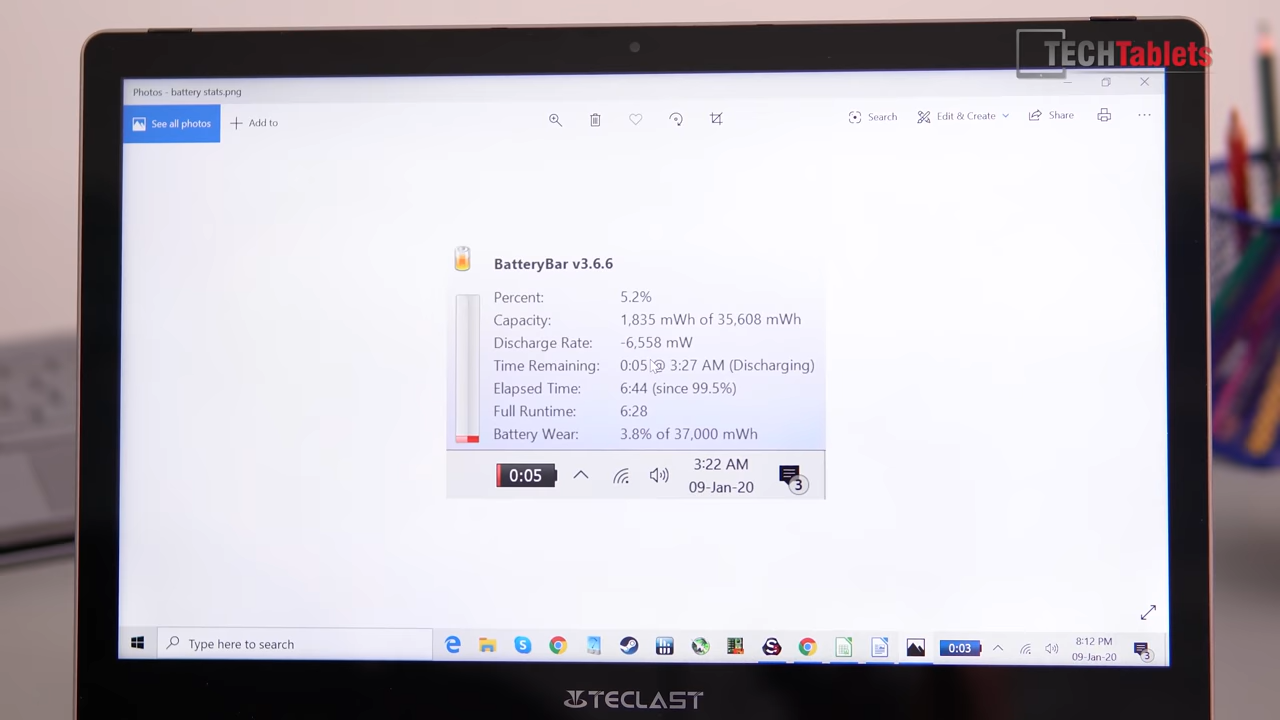 TECHTablets
Photos - battery stats.png
See all photos
Add to
Search
Edit & Create
Share
BatteryBar v3.6.6
Percent: 5.2%
Capacity: 1,835 mWh of 35,608 mWh
Discharge Rate: -6,558 mW
Time Remaining: 0:05 @ 3:27 AM (Discharging)
Elapsed Time: 6:44 (since 99.5%)
Full Runtime: 6:28
Battery Wear: 3.8% of 37,000 mWh
0:05
3:22 AM
09-Jan-20
3
Type here to search
0:03
8:12 PM
09-Jan-20
3
TECLAST